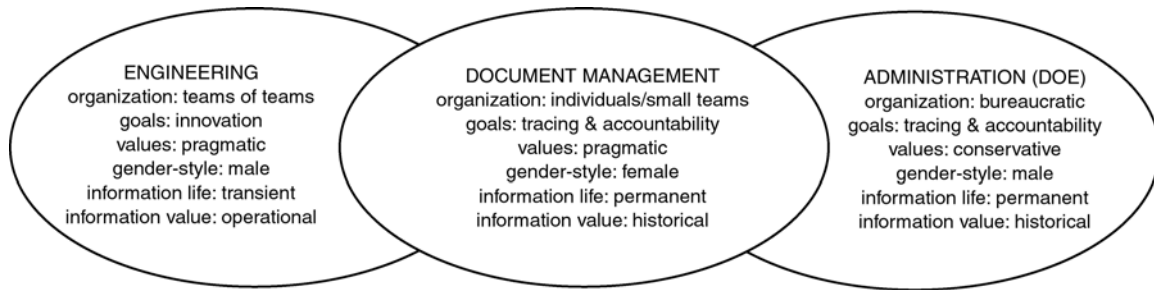 ENGINEERING
organization: teams of teams
goals: innovation
values: pragmatic
gender-style: male
information life: transient
information value: operational
DOCUMENT MANAGEMENT
organization: individuals/small teams
goals: tracing & accountability
values: pragmatic
gender-style: female
information life: permanent
information value: historical
ADMINISTRATION (DOE)
organization: bureaucratic
goals: tracing & accountability
values: conservative
gender-style: male
information life: permanent
information value: historical